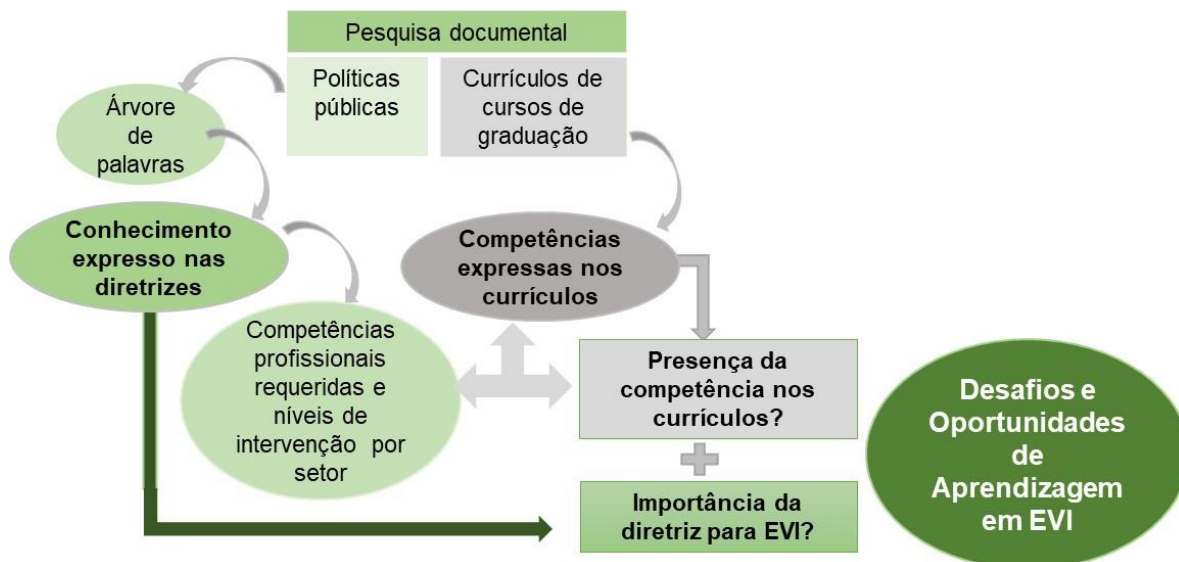 Pesquisa documental
Políticas
públicas
Currículos de
cursos de
graduação
Árvore
de
palavras
Conhecimento
expresso nas
diretrizes
Competências
expressas nos
currículos
Competências
profissionais
requeridas e
níveis de
intervenção por
setor
Presença da
competência nos
currículos?
Importância da
diretriz para EVI?
Desafios e
Oportunidades
de
Aprendizagem
em EVI